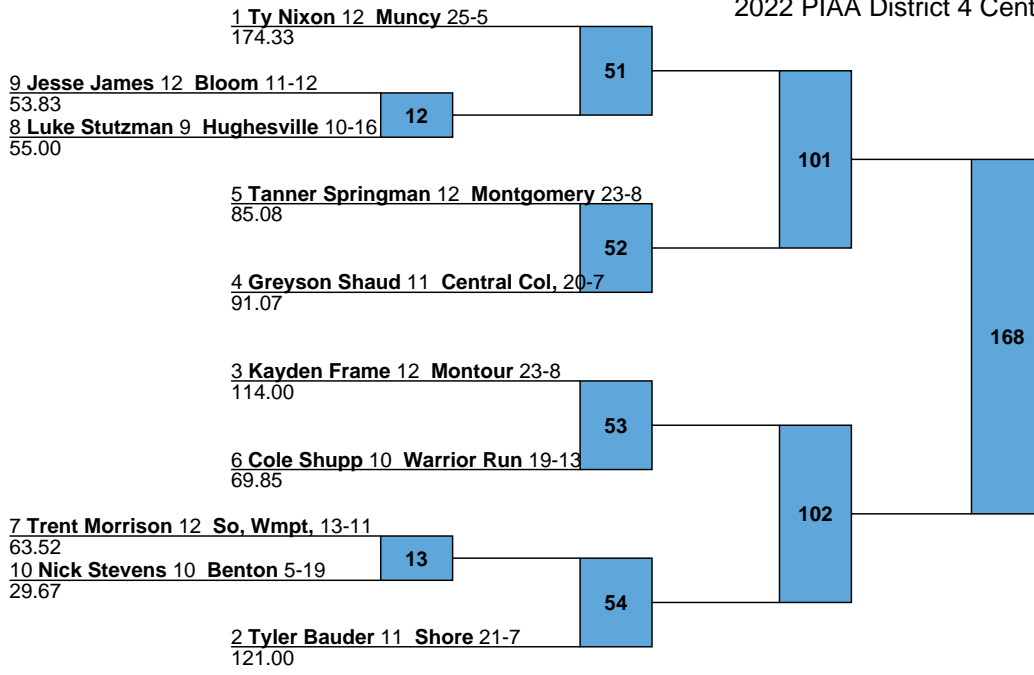 2022 PIAA District 4 Cent
1 Ty Nixon 12 Muncy 25-5
174.33
51
9 Jesse James 12 Bloom 11-12
53.83
12
8 Luke Stutzman 9 Hughesville 10-16
55.00
101
5 Tanner Springman 12 Montgomery 23-8
85.08
52
4 Greyson Shaud 11 Central Col, 20-7
91.07
168
3 Kayden Frame 12 Montour 23-8
114.00
53
6 Cole Shupp 10 Warrior Run 19-13
69.85
102
7 Trent Morrison 12 So, Wmpt, 13-11
63.52
13
10 Nick Stevens 10 Benton 5-19
29.67
54
2 Tyler Bauder 11 Shore 21-7
121.00